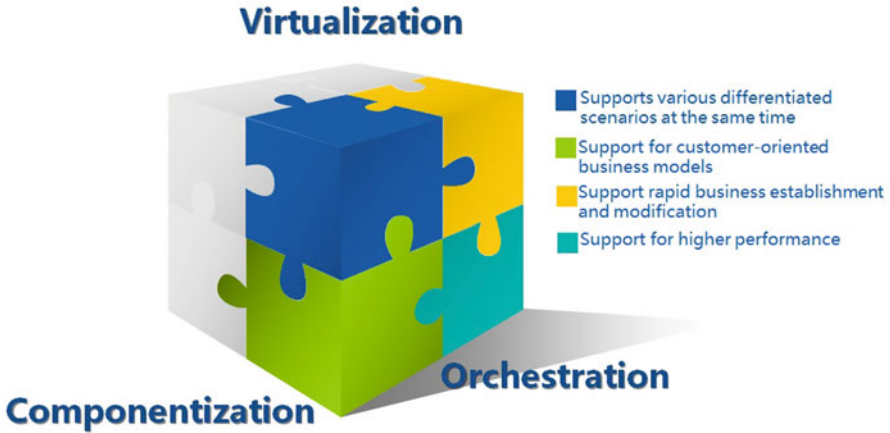 Virtualization
Supports various differentiated
scenarios at the same time
Support for customer-oriented
business models
Support rapid business establishment
and modification
Support for higher performance
Orchestration
Componentization